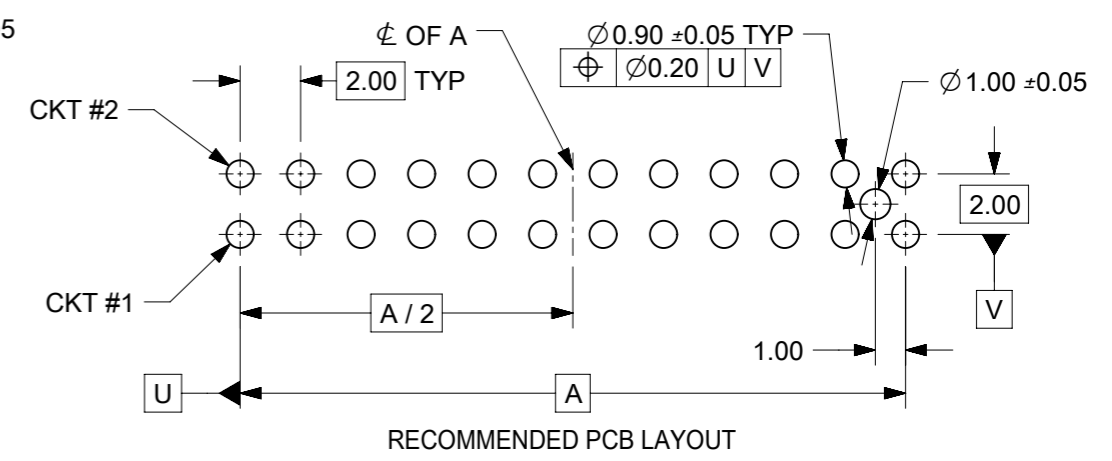 5
℄ OF A
∅0.90 ±0.05 TYP
⌖ ∅0.20 U V
2.00 TYP
∅1.00 ±0.05
CKT #2
2.00
CKT #1
A / 2
V
1.00
U
A
RECOMMENDED PCB LAYOUT